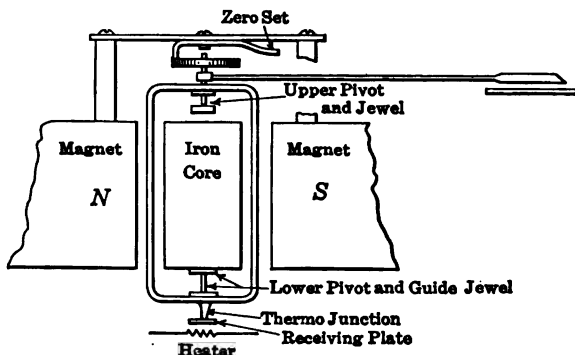 Zero Set
Upper Pivot
and Jewel
Magnet
N
Iron
Core
Magnet
S
Lower Pivot and Guide Jewel
Thermo Junction
Receiving Plate
Heater